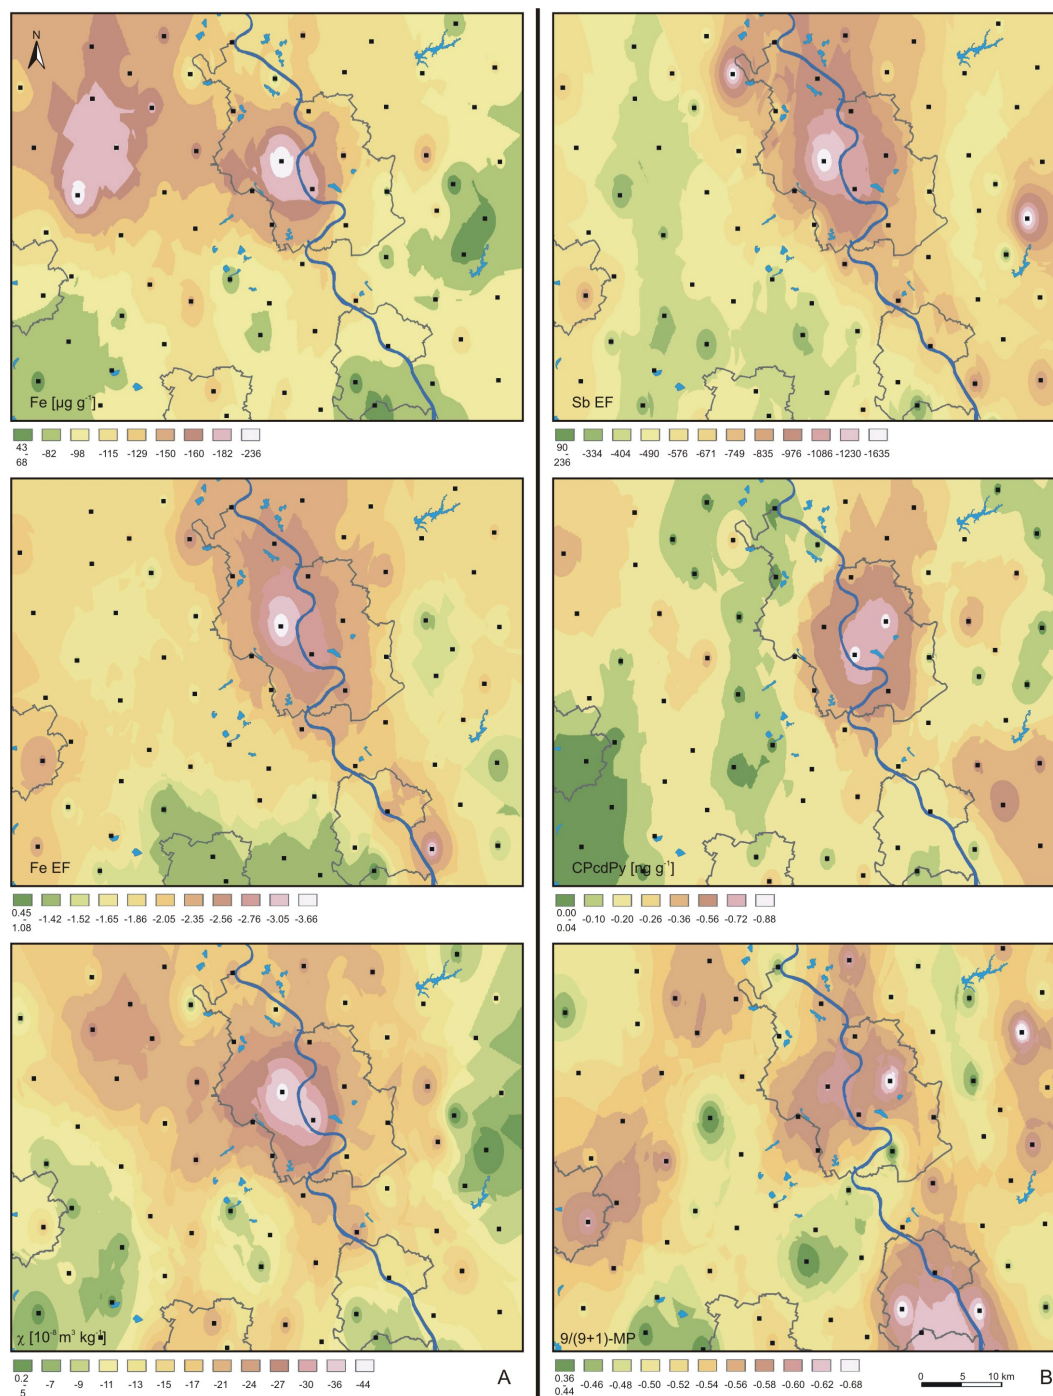 N
Fe [µg g⁻¹]
43 - 68 -82 -98 -115 -129 -150 -160 -182 -236
Sb EF
90 - 236 -334 -404 -490 -576 -671 -749 -835 -976 -1086 -1230 -1635
Fe EF
0.45 - 1.08 -1.42 -1.52 -1.65 -1.86 -2.05 -2.35 -2.56 -2.76 -3.05 -3.66
CPcdPy [ng g⁻¹]
0.00 - 0.04 -0.10 -0.20 -0.26 -0.36 -0.56 -0.72 -0.88
χ [10⁻⁸ m³ kg⁻¹]
0.2 - 5 -7 -9 -11 -13 -15 -17 -21 -24 -27 -30 -36 -44
A
9/(9+1)-MP
0.36 - 0.44 -0.46 -0.48 -0.50 -0.52 -0.54 -0.56 -0.58 -0.60 -0.62 -0.68
0 5 10 km
B